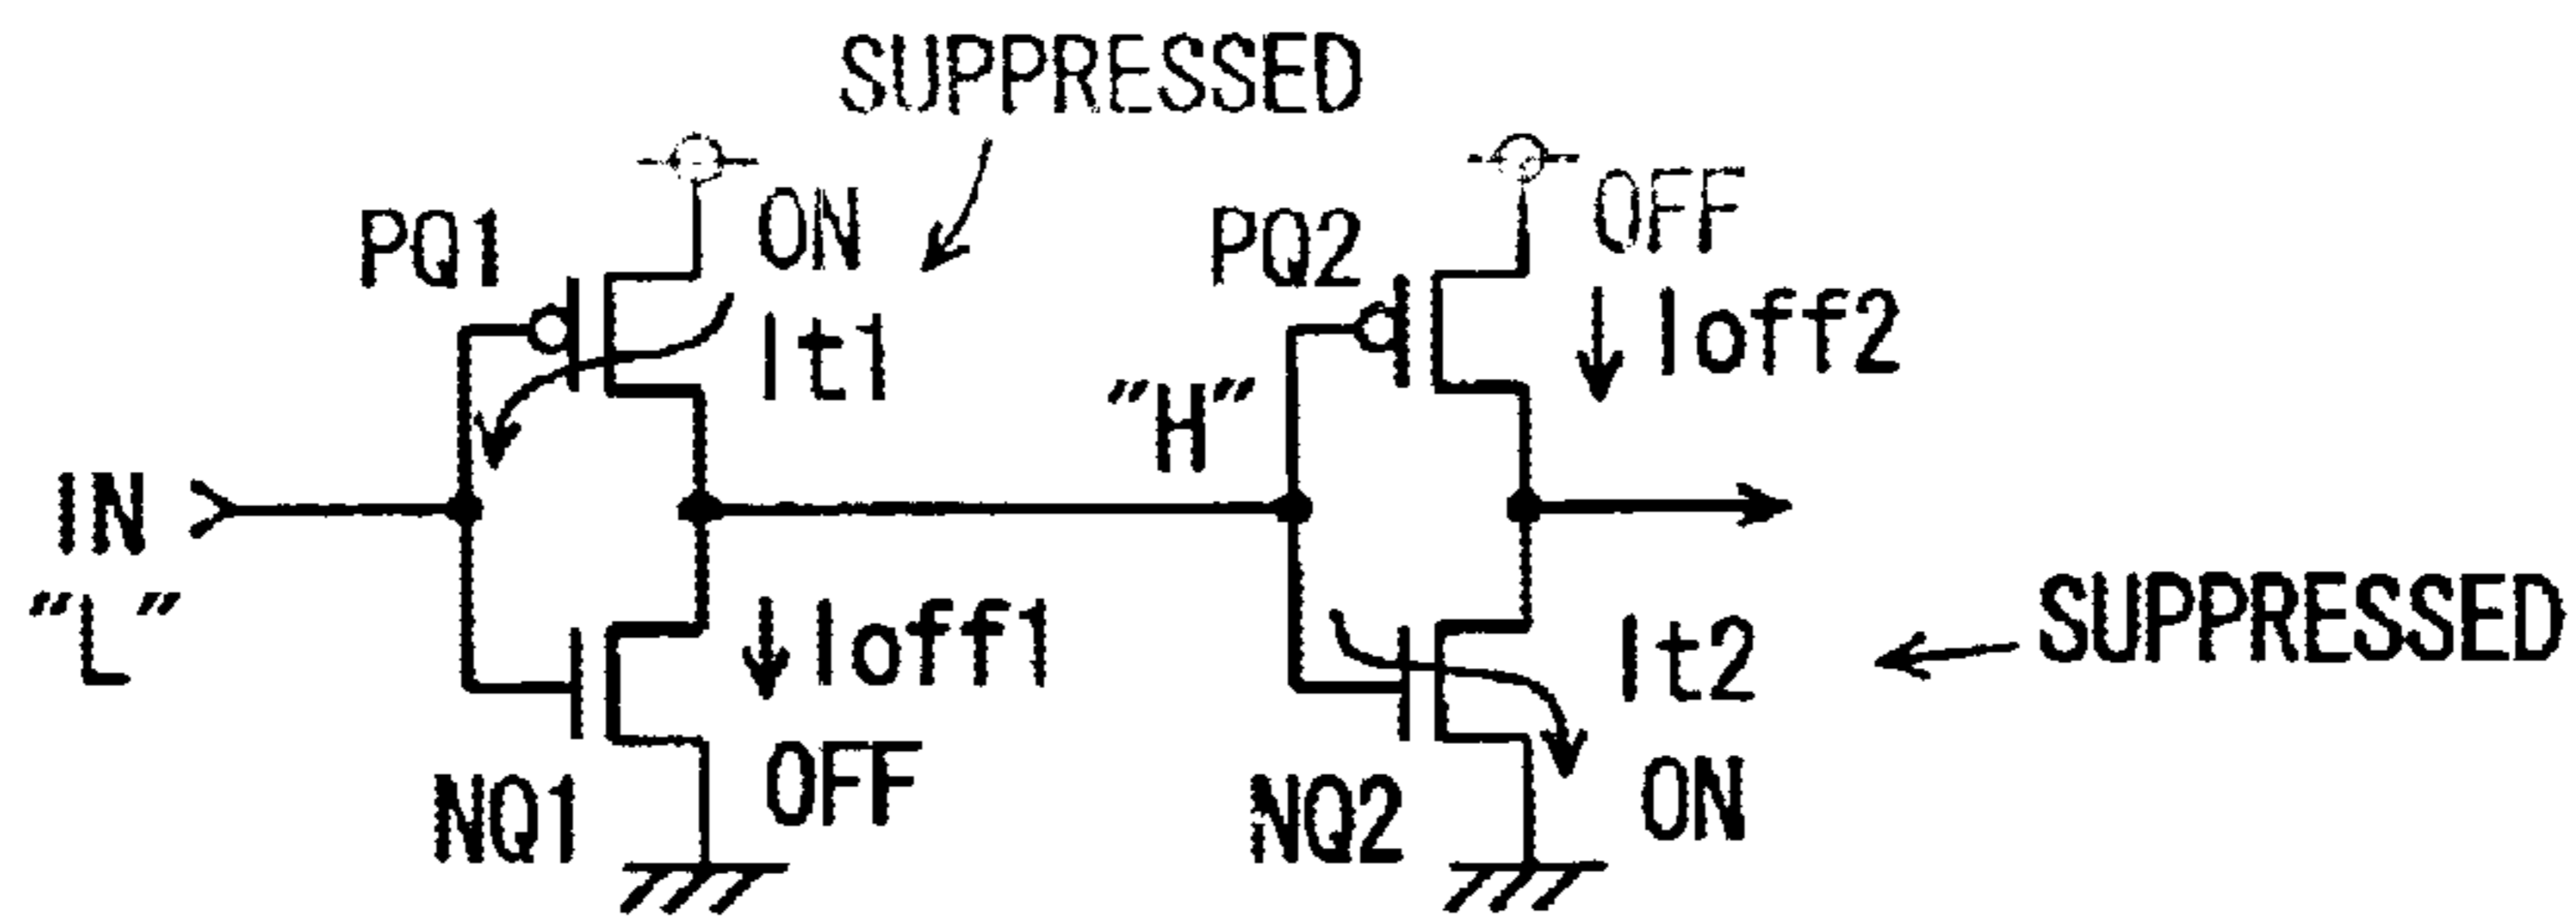 SUPPRESSED
PQ1
ON
It1
PQ2
OFF
Ioff2
"H"
IN
"L"
Ioff1
OFF
NQ1
It2
ON
NQ2
SUPPRESSED